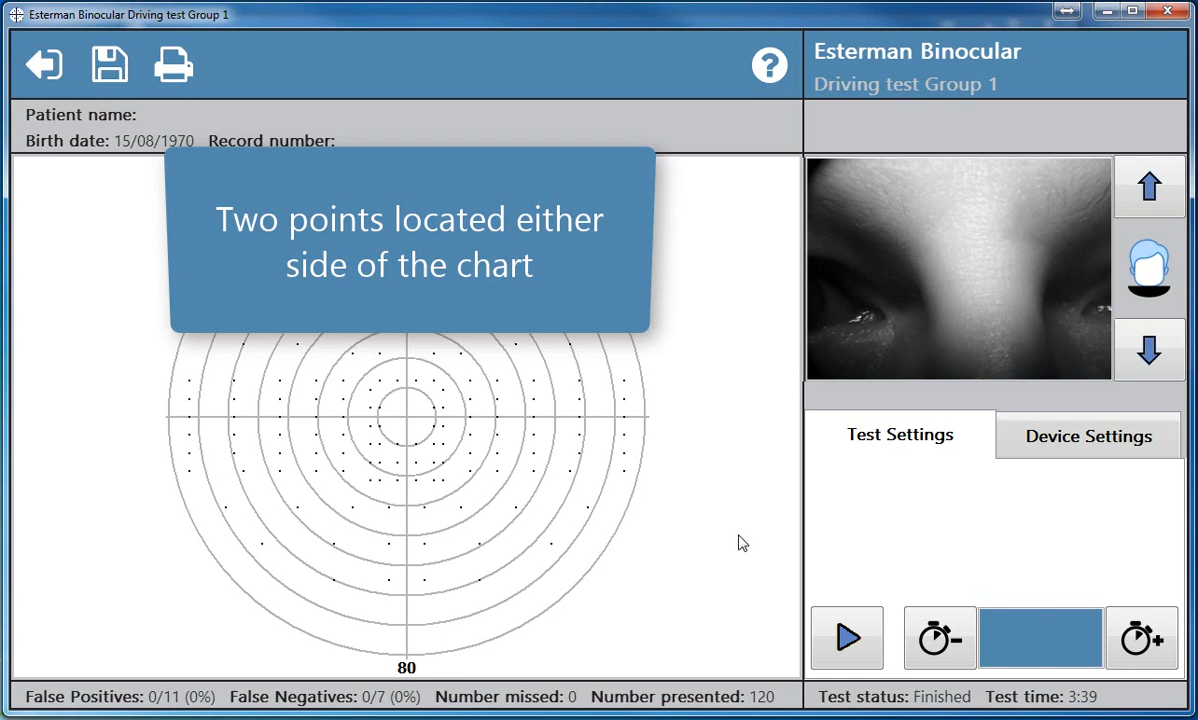 Esterman Binocular Driving test Group 1
Esterman Binocular
Driving test Group 1
Patient name:
Birth date: 15/08/1970 Record number:
Two points located either
side of the chart
Test Settings
Device Settings
80
False Positives: 0/11 (0%) False Negatives: 0/7 (0%) Number missed: 0 Number presented: 120
Test status: Finished Test time: 3:39